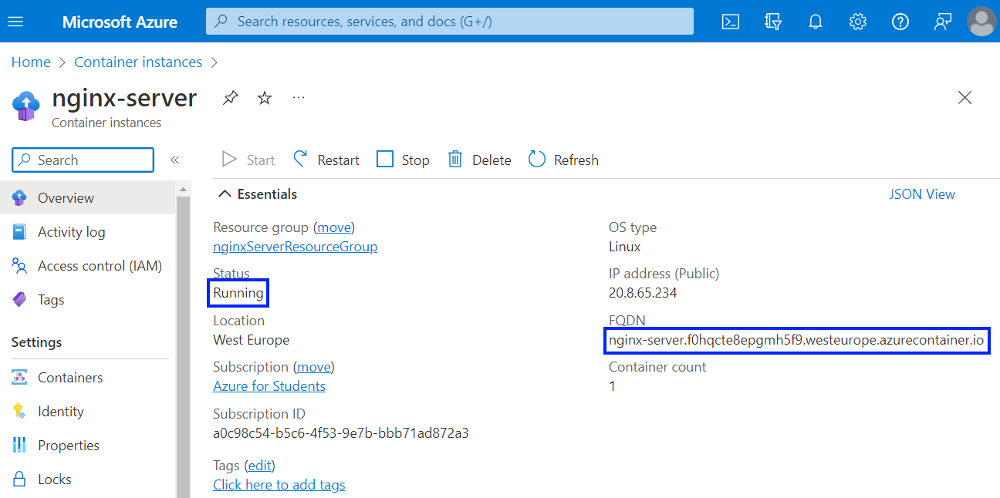 Microsoft Azure
Search resources, services, and docs (G+/)
Home > Container instances >
nginx-server
Container instances
Search
Start Restart Stop Delete Refresh
Overview
Activity log
Access control (IAM)
Tags
Settings
Containers
Identity
Properties
Locks
Essentials
JSON View
Resource group (move)
nginxServerResourceGroup
Status
Running
Location
West Europe
Subscription (move)
Azure for Students
Subscription ID
a0c98c54-b5c6-4f53-9e7b-bbb71ad872a3
Tags (edit)
Click here to add tags
OS type
Linux
IP address (Public)
20.8.65.234
FQDN
nginx-server.f0hqcte8epgmh5f9.westeurope.azurecontainer.io
Container count
1